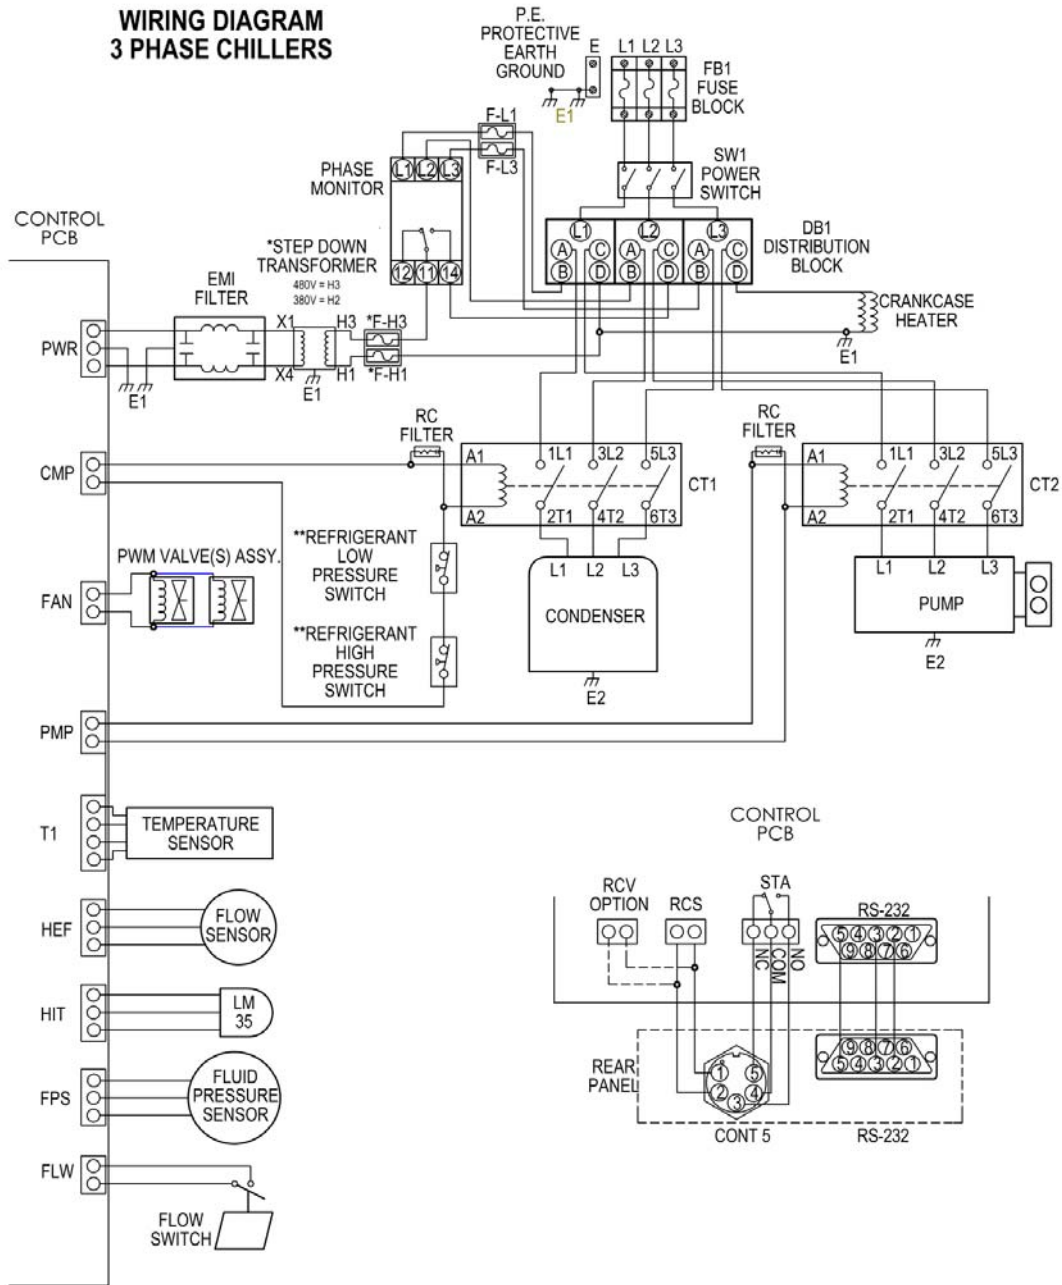 WIRING DIAGRAM
3 PHASE CHILLERS
P.E.
PROTECTIVE
EARTH
GROUND
E
E1
L1 L2 L3
FB1
FUSE
BLOCK
F-L1
F-L3
PHASE
MONITOR
L1 L2 L3
12 11 14
SW1
POWER
SWITCH
DB1
DISTRIBUTION
BLOCK
L1 L2 L3
A C A C A C
B D B D B D
CRANKCASE
HEATER
E1
CONTROL
PCB
*STEP DOWN
TRANSFORMER
480V = H3
380V = H2
EMI
FILTER
X1 H3 *F-H3
X4 H1 *F-H1
E1
PWR
E1
RC
FILTER
CMP
A1 1L1 3L2 5L3
CT1
A2 2T1 4T2 6T3
RC
FILTER
A1 1L1 3L2 5L3
CT2
A2 2T1 4T2 6T3
**REFRIGERANT
LOW
PRESSURE
SWITCH
**REFRIGERANT
HIGH
PRESSURE
SWITCH
L1 L2 L3
CONDENSER
E2
L1 L2 L3
PUMP
E2
PWM VALVE(S) ASSY.
FAN
PMP
T1
TEMPERATURE
SENSOR
HEF
FLOW
SENSOR
HIT
LM
35
FPS
FLUID
PRESSURE
SENSOR
FLW
FLOW
SWITCH
CONTROL
PCB
RCV
OPTION
RCS
STA
NC
COM
NO
RS-232
5 4 3 2 1
9 8 7 6
REAR
PANEL
1 5
2 4
3
CONT 5
9 8 7 6
5 4 3 2 1
RS-232